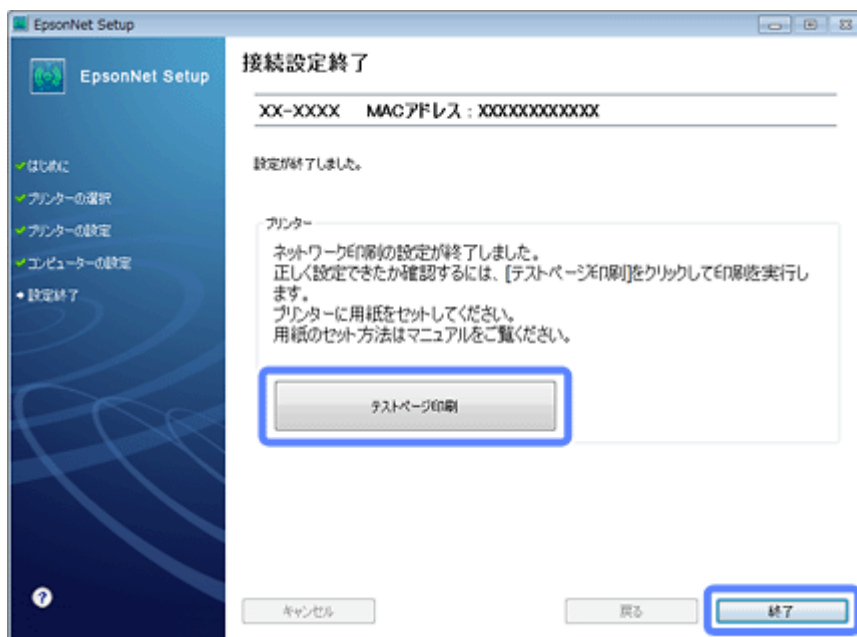 EpsonNet Setup
EpsonNet Setup
はじめに
プリンターの選択
プリンターの設定
コンピューターの設定
設定終了
接続設定終了
XX-XXXX MACアドレス：XXXXXXXXXXXX
設定が終了しました。
プリンター
ネットワーク印刷の設定が終了しました。
正しく設定できたか確認するには、[テストページ印刷]をクリックして印刷を実行し
ます。
プリンターに用紙をセットしてください。
用紙のセット方法はマニュアルをご覧ください。
テストページ印刷
?
キャンセル
戻る
終了